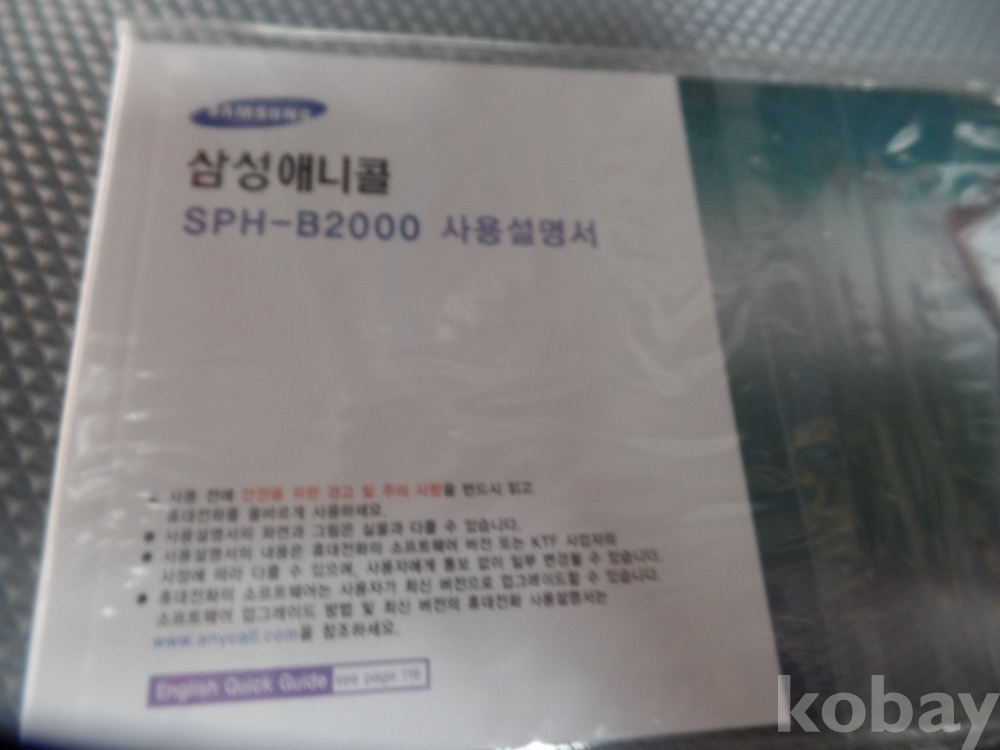 SAMSUNG
삼성애니콜
SPH-B2000 사용설명서
● 사용 전에 안전을 위한 경고 및 주의 사항을 반드시 읽고
휴대전화를 올바르게 사용하세요.
● 사용설명서의 화면과 그림은 실물과 다를 수 있습니다.
● 사용설명서의 내용은 휴대전화의 소프트웨어 버전 또는 KTF 사업자의
사정에 따라 다를 수 있으며, 사용자에게 통보 없이 일부 변경될 수 있습니다.
● 휴대전화의 소프트웨어는 사용자가 최신 버전으로 업그레이드할 수 있습니다.
소프트웨어 업그레이드 방법 및 최신 버전의 휴대전화 사용설명서는
www.anycall.com을 참조하세요.
English Quick Guide see page 116
kobay